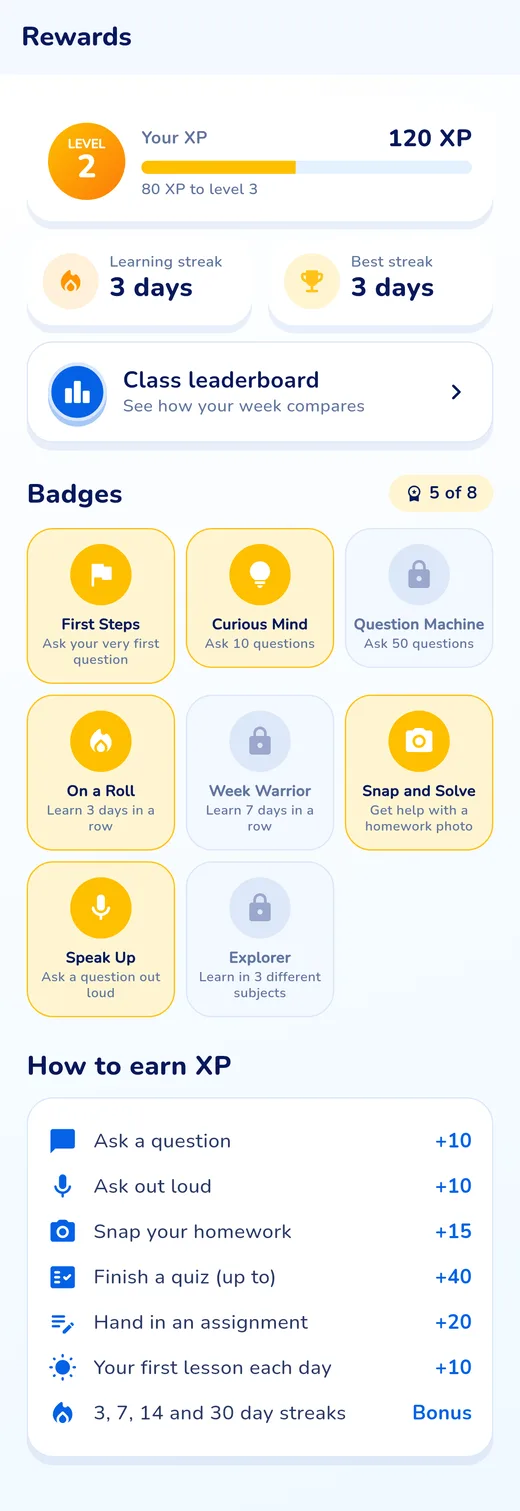 Rewards
LEVEL
2
Your XP
120 XP
80 XP to level 3
Learning streak
3 days
Best streak
3 days
Class leaderboard
See how your week compares
Badges
5 of 8
First Steps
Ask your very first
question
Curious Mind
Ask 10 questions
Question Machine
Ask 50 questions
On a Roll
Learn 3 days in a
row
Week Warrior
Learn 7 days in a
row
Snap and Solve
Get help with a
homework photo
Speak Up
Ask a question out
loud
Explorer
Learn in 3 different
subjects
How to earn XP
Ask a question +10
Ask out loud +10
Snap your homework +15
Finish a quiz (up to) +40
Hand in an assignment +20
Your first lesson each day +10
3, 7, 14 and 30 day streaks Bonus